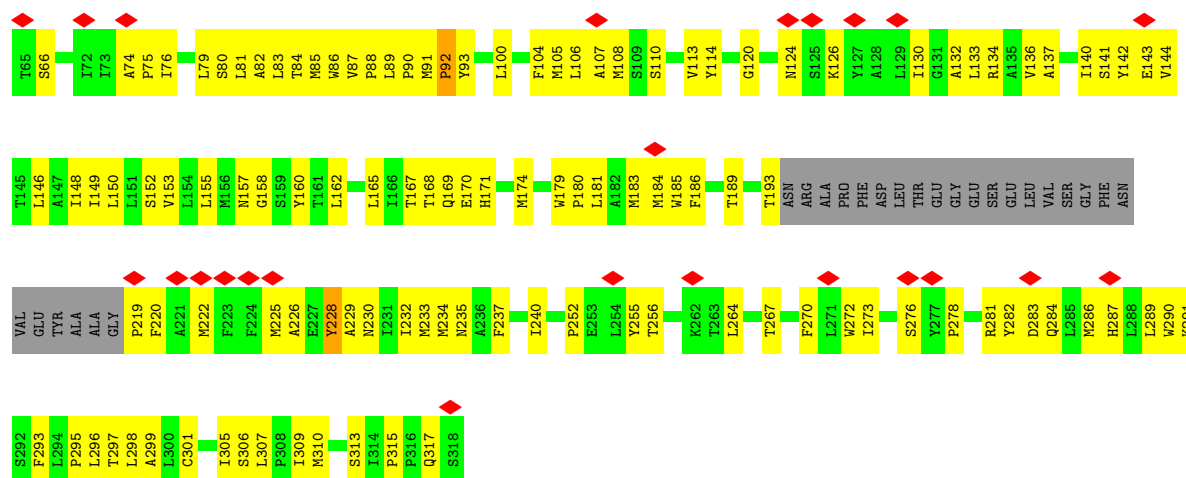 T65 S66 I72 I73 A74 P75 I76 L79 S80 L81 A82 L83 T84 M85 W86 V87 P88 L89 P90 M91 P92 Y93 L100 F104 M105 L106 A107 M108 S109 S110 V113 Y114 G120 N124 S125 K126 Y127 A128 L129 I130 G131 A132 L133 R134 A135 V136 A137 I140 S141 Y142 E143 V144
T145 L146 A147 I148 I149 L150 L151 S152 V153 L154 L155 M156 N157 G158 S159 Y160 T161 L162 L165 I166 T167 T168 Q169 E170 H171 M174 W179 P180 L181 A182 M183 M184 W185 F186 T189 T193 ASN ARG ALA PRO PHE ASP LEU THR GLU GLY GLU SER GLU LEU VAL SER GLY PHE ASN
VAL GLU TYR ALA ALA GLY P219 F220 A221 M222 F223 F224 M225 A226 E227 Y228 A229 N230 I231 I232 M233 M234 N235 A236 F237 I240 P252 E253 L254 Y255 T256 K262 T263 L264 T267 F270 L271 W272 I273 S276 Y277 P278 R281 Y282 D283 Q284 L285 M286 H287 L288 L289 W290
S292 F293 L294 P295 L296 T297 L298 A299 L300 C301 I305 S306 L307 P308 I309 M310 S313 I314 P315 P316 Q317 S318